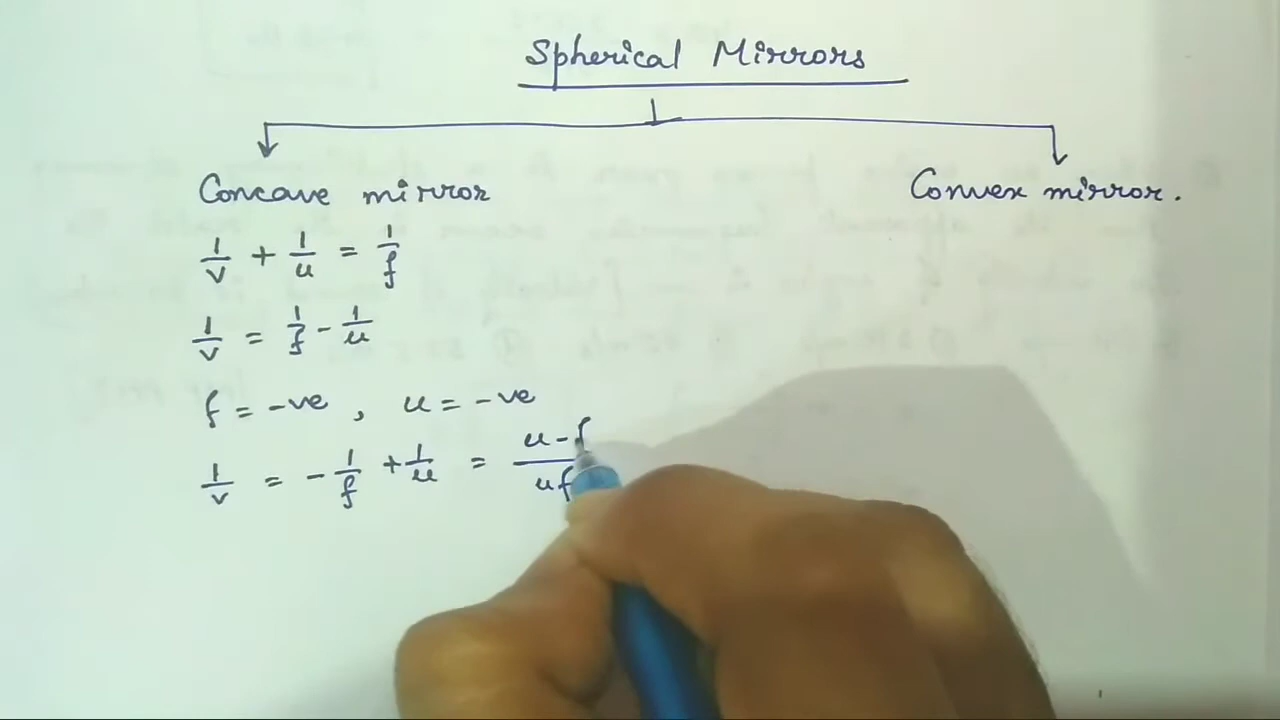 Spherical Mirrors
Concave mirror
Convex mirror.
1/v + 1/u = 1/f
1/v = 1/f - 1/u
f = -ve , u = -ve
1/v = - 1/f + 1/u = u - f / uf